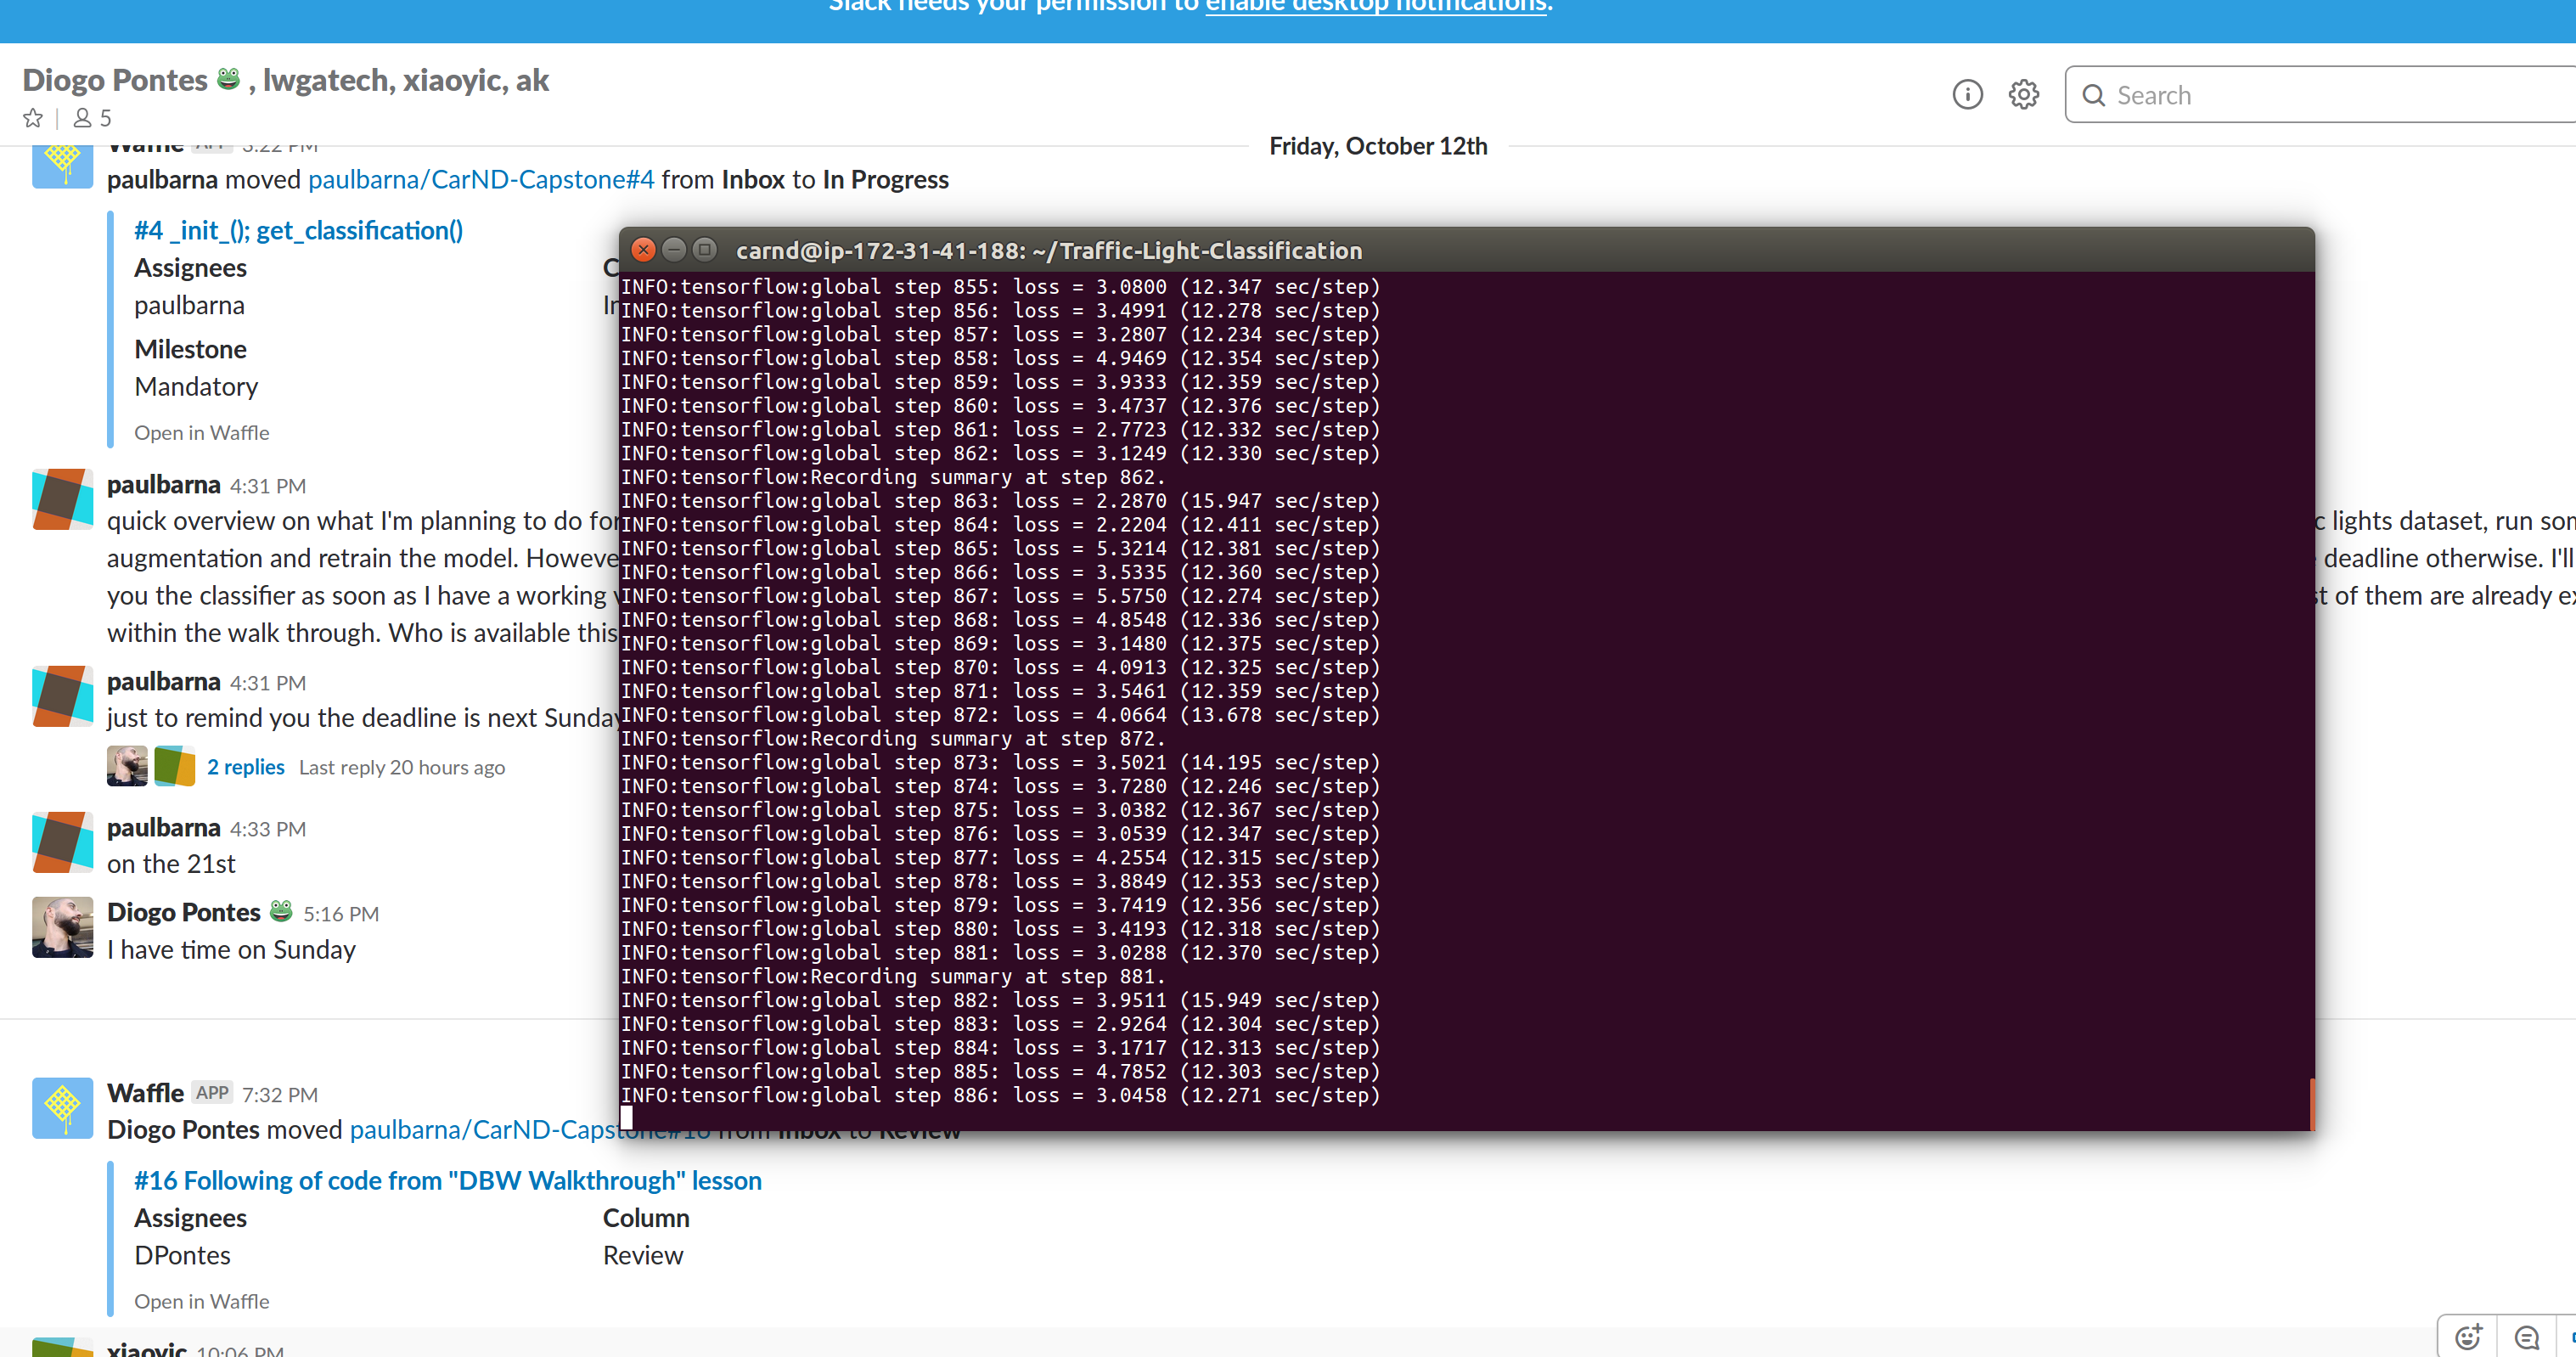 Slack needs your permission to enable desktop notifications.
Diogo Pontes , lwgatech, xiaoyic, ak
5
Search
Friday, October 12th
Waffle APP 3:22 PM
paulbarna moved paulbarna/CarND-Capstone#4 from Inbox to In Progress
#4 _init_(); get_classification()
Assignees
paulbarna
Milestone
Mandatory
Open in Waffle
paulbarna 4:31 PM
quick overview on what I'm planning to do for
lights dataset, run
augmentation and retrain the model.
deadline otherwise. I'll
you the classifier as soon as I have a working
of them are already
within the walk through. Who is available this
paulbarna 4:31 PM
just to remind you the deadline is next Sunday
2 replies Last reply 20 hours ago
paulbarna 4:33 PM
on the 21st
Diogo Pontes 5:16 PM
I have time on Sunday
Waffle APP 7:32 PM
Diogo Pontes moved paulbarna/CarND-Capstone#16 from Inbox to Review
#16 Following of code from "DBW Walkthrough" lesson
Assignees Column
DPontes Review
Open in Waffle
xiaoyic 10:06 PM
carnd@ip-172-31-41-188: ~/Traffic-Light-Classification
INFO:tensorflow:global step 855: loss = 3.0800 (12.347 sec/step)
INFO:tensorflow:global step 856: loss = 3.4991 (12.278 sec/step)
INFO:tensorflow:global step 857: loss = 3.2807 (12.234 sec/step)
INFO:tensorflow:global step 858: loss = 4.9469 (12.354 sec/step)
INFO:tensorflow:global step 859: loss = 3.9333 (12.359 sec/step)
INFO:tensorflow:global step 860: loss = 3.4737 (12.376 sec/step)
INFO:tensorflow:global step 861: loss = 2.7723 (12.332 sec/step)
INFO:tensorflow:global step 862: loss = 3.1249 (12.330 sec/step)
INFO:tensorflow:Recording summary at step 862.
INFO:tensorflow:global step 863: loss = 2.2870 (15.947 sec/step)
INFO:tensorflow:global step 864: loss = 2.2204 (12.411 sec/step)
INFO:tensorflow:global step 865: loss = 5.3214 (12.381 sec/step)
INFO:tensorflow:global step 866: loss = 3.5335 (12.360 sec/step)
INFO:tensorflow:global step 867: loss = 5.5750 (12.274 sec/step)
INFO:tensorflow:global step 868: loss = 4.8548 (12.336 sec/step)
INFO:tensorflow:global step 869: loss = 3.1480 (12.375 sec/step)
INFO:tensorflow:global step 870: loss = 4.0913 (12.325 sec/step)
INFO:tensorflow:global step 871: loss = 3.5461 (12.359 sec/step)
INFO:tensorflow:global step 872: loss = 4.0664 (13.678 sec/step)
INFO:tensorflow:Recording summary at step 872.
INFO:tensorflow:global step 873: loss = 3.5021 (14.195 sec/step)
INFO:tensorflow:global step 874: loss = 3.7280 (12.246 sec/step)
INFO:tensorflow:global step 875: loss = 3.0382 (12.367 sec/step)
INFO:tensorflow:global step 876: loss = 3.0539 (12.347 sec/step)
INFO:tensorflow:global step 877: loss = 4.2554 (12.315 sec/step)
INFO:tensorflow:global step 878: loss = 3.8849 (12.353 sec/step)
INFO:tensorflow:global step 879: loss = 3.7419 (12.356 sec/step)
INFO:tensorflow:global step 880: loss = 3.4193 (12.318 sec/step)
INFO:tensorflow:global step 881: loss = 3.0288 (12.370 sec/step)
INFO:tensorflow:Recording summary at step 881.
INFO:tensorflow:global step 882: loss = 3.9511 (15.949 sec/step)
INFO:tensorflow:global step 883: loss = 2.9264 (12.304 sec/step)
INFO:tensorflow:global step 884: loss = 3.1717 (12.313 sec/step)
INFO:tensorflow:global step 885: loss = 4.7852 (12.303 sec/step)
INFO:tensorflow:global step 886: loss = 3.0458 (12.271 sec/step)